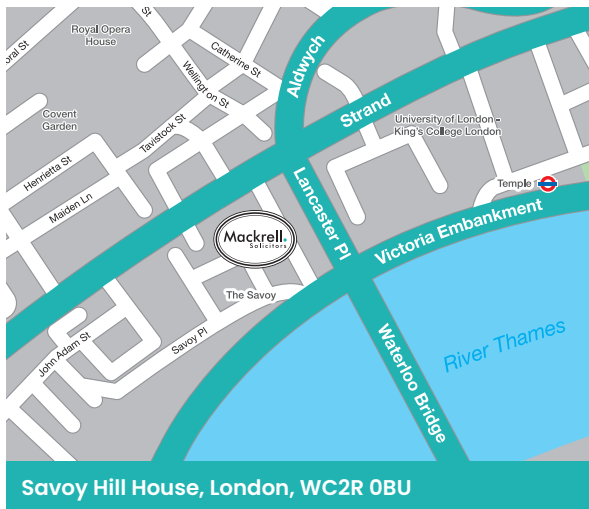 oral St
Royal Opera
House
Catherine St
Wellington St
Aldwych
Covent
Garden
Tavistock St
Strand
University of London -
King's College London
Henrietta St
Maiden Ln
Temple
Lancaster Pl
Mackrell.
Solicitors
Victoria Embankment
The Savoy
Savoy Pl
John Adam St
Waterloo Bridge
River Thames
Savoy Hill House, London, WC2R 0BU